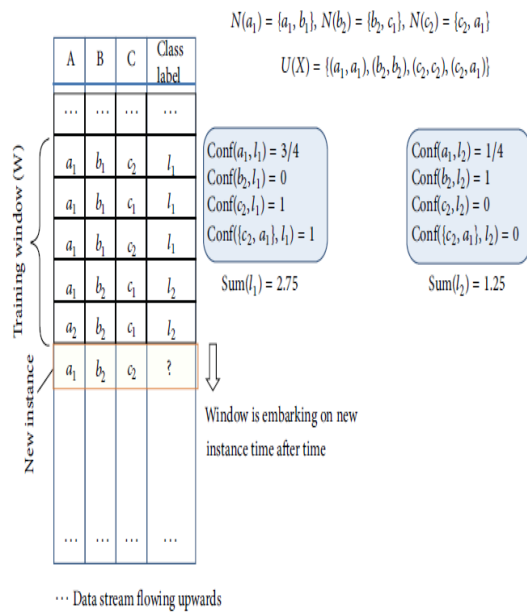 N(a₁) = {a₁, b₁}, N(b₂) = {b₂, c₁}, N(c₂) = {c₂, a₁}
U(X) = {(a₁, a₁), (b₂, b₂), (c₂, c₂), (c₂, a₁)}
A B C Class label
... ... ... ...
a₁ b₁ c₂ l₁
a₁ b₁ c₁ l₁
a₁ b₁ c₂ l₁
a₁ b₂ c₁ l₂
a₂ b₂ c₁ l₂
a₁ b₂ c₂ ?
... ... ... ...
Training window (W)
New instance
Conf(a₁, l₁) = 3/4
Conf(b₂, l₁) = 0
Conf(c₂, l₁) = 1
Conf({c₂, a₁}, l₁) = 1
Sum(l₁) = 2.75
Conf(a₁, l₂) = 1/4
Conf(b₂, l₂) = 1
Conf(c₂, l₂) = 0
Conf({c₂, a₁}, l₂) = 0
Sum(l₂) = 1.25
Window is embarking on new
instance time after time
... Data stream flowing upwards